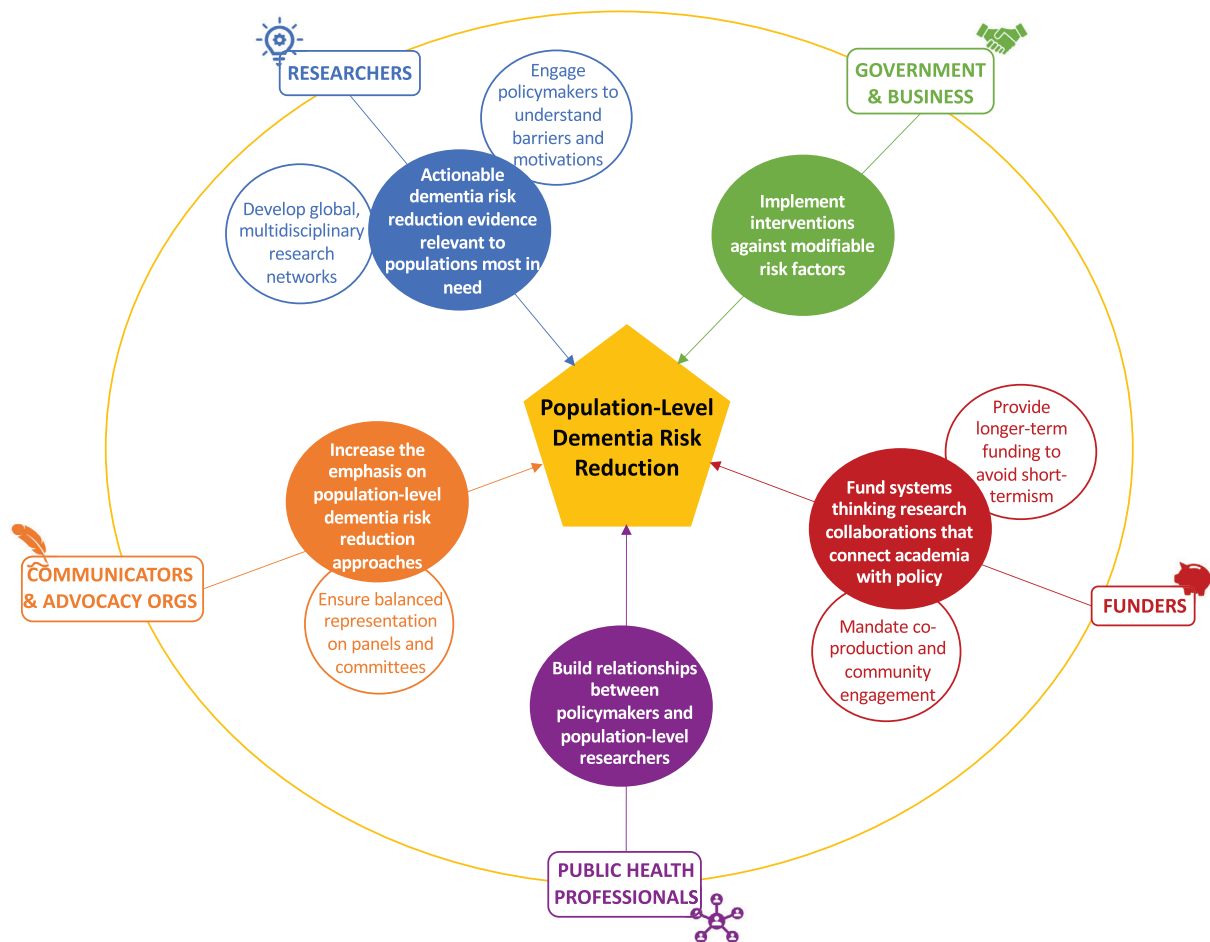 RESEARCHERS
Engage
policymakers to
understand
barriers and
motivations
Develop global,
multidisciplinary
research
networks
Actionable
dementia risk
reduction evidence
relevant to
populations most in
need
GOVERNMENT
& BUSINESS
Implement
interventions
against modifiable
risk factors
Population-Level
Dementia Risk
Reduction
Increase the
emphasis on
population-level
dementia risk
reduction
approaches
Ensure balanced
representation
on panels and
committees
COMMUNICATORS
& ADVOCACY ORGS
Provide
longer-term
funding to
avoid short-
termism
Fund systems
thinking research
collaborations that
connect academia
with policy
Mandate co-
production and
community
engagement
FUNDERS
Build relationships
between
policymakers and
population-level
researchers
PUBLIC HEALTH
PROFESSIONALS